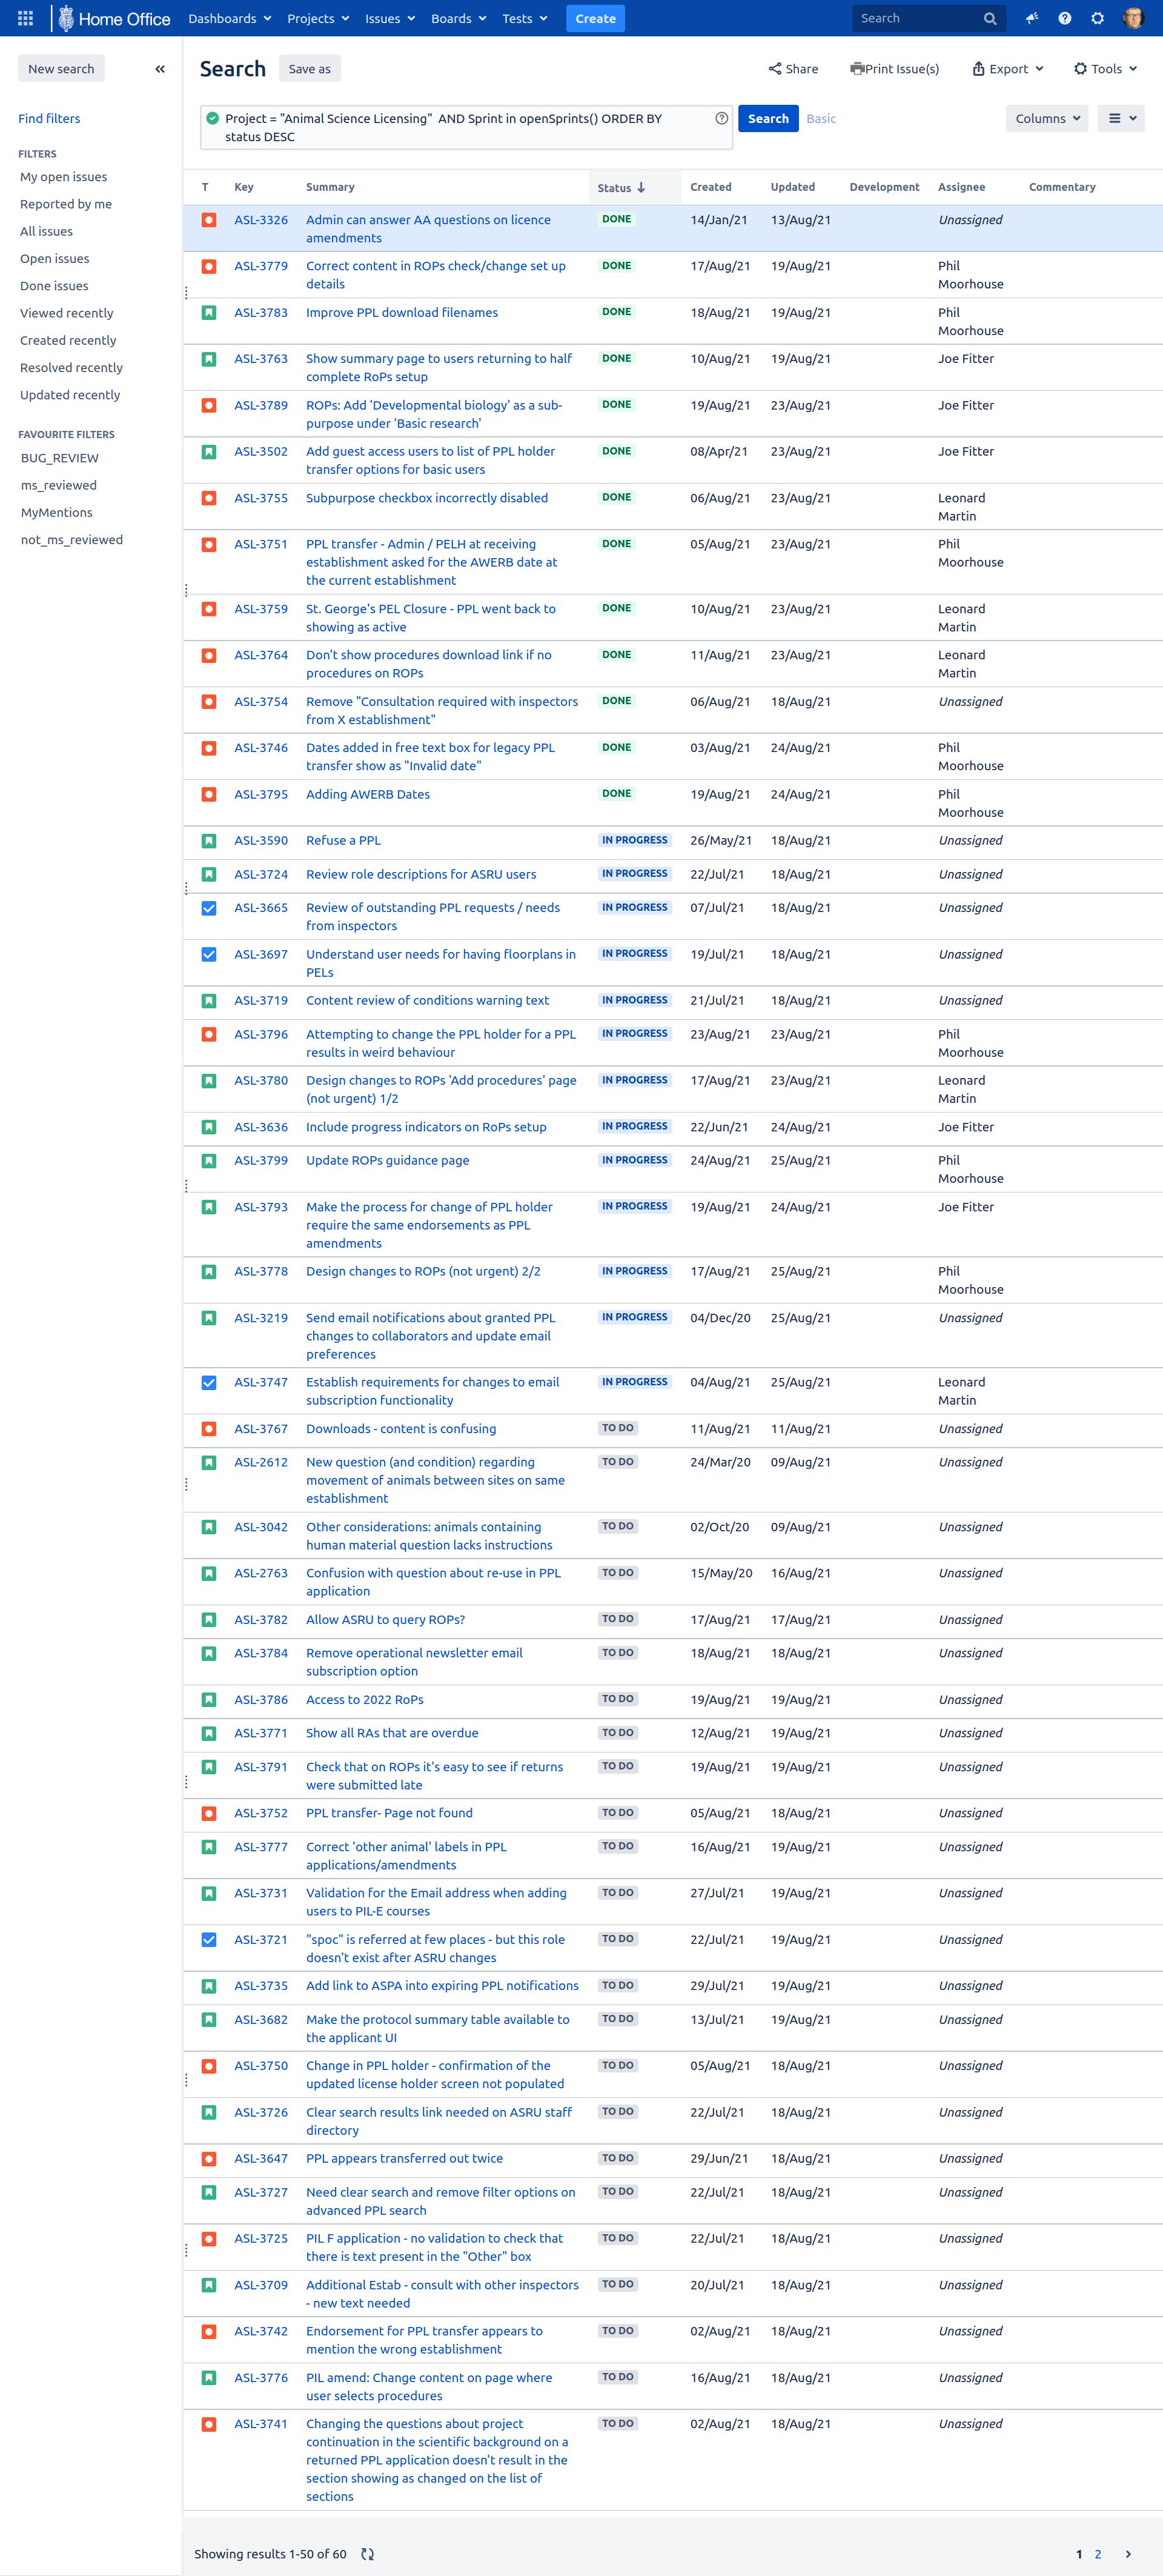 Home Office Dashboards Projects Issues Boards Tests Create Search
New search
Search Save as Share Print Issue(s) Export Tools
Find filters
FILTERS
My open issues
Reported by me
All issues
Open issues
Done issues
Viewed recently
Created recently
Resolved recently
Updated recently
FAVOURITE FILTERS
BUG_REVIEW
ms_reviewed
MyMentions
not_ms_reviewed
Project = "Animal Science Licensing" AND Sprint in openSprints() ORDER BY
status DESC
Search Basic Columns
T Key Summary Status Created Updated Development Assignee Commentary
ASL-3326 Admin can answer AA questions on licence DONE 14/Jan/21 13/Aug/21 Unassigned
amendments
ASL-3779 Correct content in ROPs check/change set up DONE 17/Aug/21 19/Aug/21 Phil
details Moorhouse
ASL-3783 Improve PPL download filenames DONE 18/Aug/21 19/Aug/21 Phil
Moorhouse
ASL-3763 Show summary page to users returning to half DONE 10/Aug/21 19/Aug/21 Joe Fitter
complete RoPs setup
ASL-3789 ROPs: Add 'Developmental biology' as a sub- DONE 19/Aug/21 23/Aug/21 Joe Fitter
purpose under 'Basic research'
ASL-3502 Add guest access users to list of PPL holder DONE 08/Apr/21 23/Aug/21 Joe Fitter
transfer options for basic users
ASL-3755 Subpurpose checkbox incorrectly disabled DONE 06/Aug/21 23/Aug/21 Leonard
Martin
ASL-3751 PPL transfer - Admin / PELH at receiving DONE 05/Aug/21 23/Aug/21 Phil
establishment asked for the AWERB date at Moorhouse
the current establishment
ASL-3759 St. George's PEL Closure - PPL went back to DONE 10/Aug/21 23/Aug/21 Leonard
showing as active Martin
ASL-3764 Don't show procedures download link if no DONE 11/Aug/21 23/Aug/21 Leonard
procedures on ROPs Martin
ASL-3754 Remove "Consultation required with inspectors DONE 06/Aug/21 18/Aug/21 Unassigned
from X establishment"
ASL-3746 Dates added in free text box for legacy PPL DONE 03/Aug/21 24/Aug/21 Phil
transfer show as "Invalid date" Moorhouse
ASL-3795 Adding AWERB Dates DONE 19/Aug/21 24/Aug/21 Phil
Moorhouse
ASL-3590 Refuse a PPL IN PROGRESS 26/May/21 18/Aug/21 Unassigned
ASL-3724 Review role descriptions for ASRU users IN PROGRESS 22/Jul/21 18/Aug/21 Unassigned
ASL-3665 Review of outstanding PPL requests / needs IN PROGRESS 07/Jul/21 18/Aug/21 Unassigned
from inspectors
ASL-3697 Understand user needs for having floorplans in IN PROGRESS 19/Jul/21 18/Aug/21 Unassigned
PELs
ASL-3719 Content review of conditions warning text IN PROGRESS 21/Jul/21 18/Aug/21 Unassigned
ASL-3796 Attempting to change the PPL holder for a PPL IN PROGRESS 23/Aug/21 23/Aug/21 Phil
results in weird behaviour Moorhouse
ASL-3780 Design changes to ROPs 'Add procedures' page IN PROGRESS 17/Aug/21 23/Aug/21 Leonard
(not urgent) 1/2 Martin
ASL-3636 Include progress indicators on RoPs setup IN PROGRESS 22/Jun/21 24/Aug/21 Joe Fitter
ASL-3799 Update ROPs guidance page IN PROGRESS 24/Aug/21 25/Aug/21 Phil
Moorhouse
ASL-3793 Make the process for change of PPL holder IN PROGRESS 19/Aug/21 24/Aug/21 Joe Fitter
require the same endorsements as PPL
amendments
ASL-3778 Design changes to ROPs (not urgent) 2/2 IN PROGRESS 17/Aug/21 25/Aug/21 Phil
Moorhouse
ASL-3219 Send email notifications about granted PPL IN PROGRESS 04/Dec/20 25/Aug/21 Unassigned
changes to collaborators and update email
preferences
ASL-3747 Establish requirements for changes to email IN PROGRESS 04/Aug/21 25/Aug/21 Leonard
subscription functionality Martin
ASL-3767 Downloads - content is confusing TO DO 11/Aug/21 11/Aug/21 Unassigned
ASL-2612 New question (and condition) regarding TO DO 24/Mar/20 09/Aug/21 Unassigned
movement of animals between sites on same
establishment
ASL-3042 Other considerations: animals containing TO DO 02/Oct/20 09/Aug/21 Unassigned
human material question lacks instructions
ASL-2763 Confusion with question about re-use in PPL TO DO 15/May/20 16/Aug/21 Unassigned
application
ASL-3782 Allow ASRU to query ROPs? TO DO 17/Aug/21 17/Aug/21 Unassigned
ASL-3784 Remove operational newsletter email TO DO 18/Aug/21 18/Aug/21 Unassigned
subscription option
ASL-3786 Access to 2022 RoPs TO DO 19/Aug/21 19/Aug/21 Unassigned
ASL-3771 Show all RAs that are overdue TO DO 12/Aug/21 19/Aug/21 Unassigned
ASL-3791 Check that on ROPs it's easy to see if returns TO DO 19/Aug/21 19/Aug/21 Unassigned
were submitted late
ASL-3752 PPL transfer- Page not found TO DO 05/Aug/21 18/Aug/21 Unassigned
ASL-3777 Correct 'other animal' labels in PPL TO DO 16/Aug/21 19/Aug/21 Unassigned
applications/amendments
ASL-3731 Validation for the Email address when adding TO DO 27/Jul/21 19/Aug/21 Unassigned
users to PIL-E courses
ASL-3721 "spoc" is referred at few places - but this role TO DO 22/Jul/21 19/Aug/21 Unassigned
doesn't exist after ASRU changes
ASL-3735 Add link to ASPA into expiring PPL notifications TO DO 29/Jul/21 19/Aug/21 Unassigned
ASL-3682 Make the protocol summary table available to TO DO 13/Jul/21 19/Aug/21 Unassigned
the applicant UI
ASL-3750 Change in PPL holder - confirmation of the TO DO 05/Aug/21 18/Aug/21 Unassigned
updated license holder screen not populated
ASL-3726 Clear search results link needed on ASRU staff TO DO 22/Jul/21 18/Aug/21 Unassigned
directory
ASL-3647 PPL appears transferred out twice TO DO 29/Jun/21 18/Aug/21 Unassigned
ASL-3727 Need clear search and remove filter options on TO DO 22/Jul/21 18/Aug/21 Unassigned
advanced PPL search
ASL-3725 PIL F application - no validation to check that TO DO 22/Jul/21 18/Aug/21 Unassigned
there is text present in the "Other" box
ASL-3709 Additional Estab - consult with other inspectors TO DO 20/Jul/21 18/Aug/21 Unassigned
- new text needed
ASL-3742 Endorsement for PPL transfer appears to TO DO 02/Aug/21 18/Aug/21 Unassigned
mention the wrong establishment
ASL-3776 PIL amend: Change content on page where TO DO 16/Aug/21 18/Aug/21 Unassigned
user selects procedures
ASL-3741 Changing the questions about project TO DO 02/Aug/21 18/Aug/21 Unassigned
continuation in the scientific background on a
returned PPL application doesn't result in the
section showing as changed on the list of
sections
Showing results 1-50 of 60 1 2